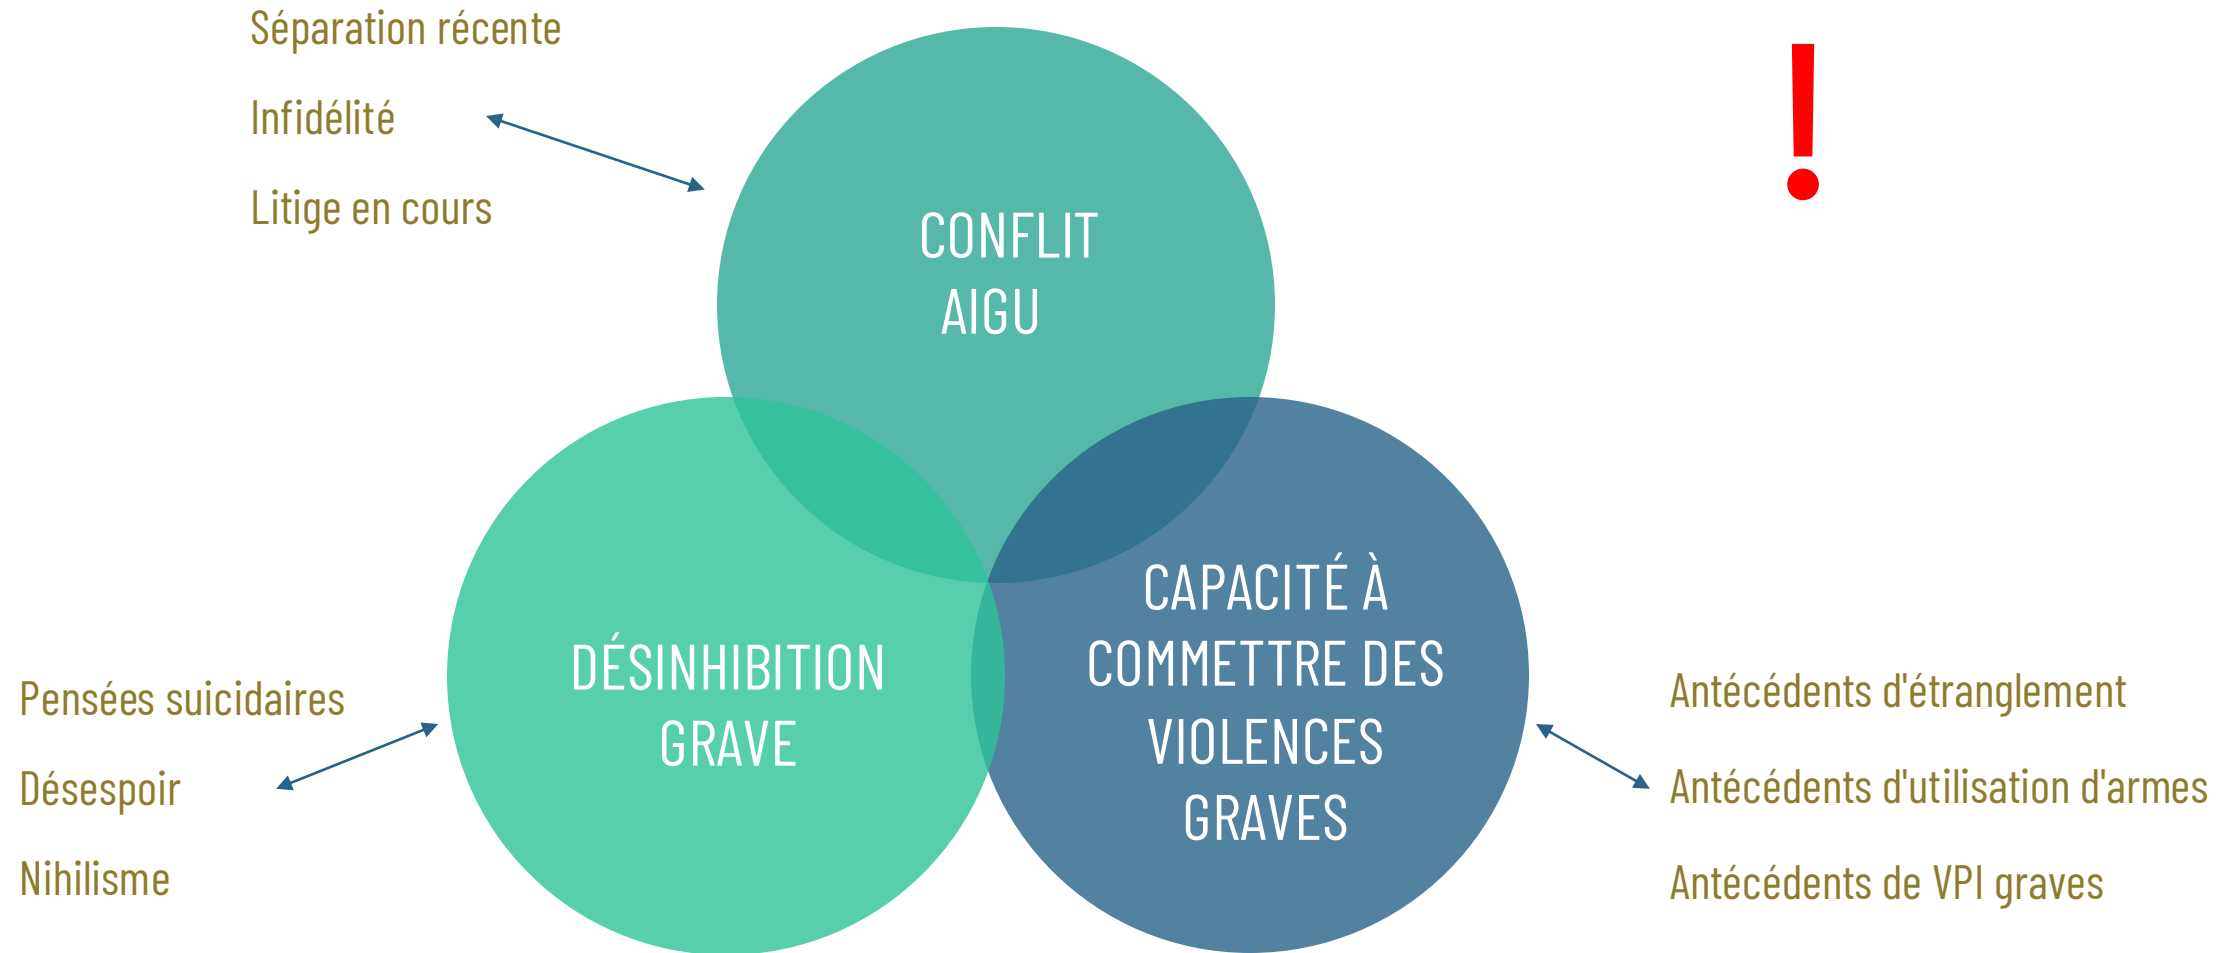 Séparation récente
Infidélité
Litige en cours
!
CONFLIT
AIGU
DÉSINHIBITION
GRAVE
CAPACITÉ À
COMMETTRE DES
VIOLENCES
GRAVES
Pensées suicidaires
Désespoir
Nihilisme
Antécédents d'étranglement
Antécédents d'utilisation d'armes
Antécédents de VPI graves